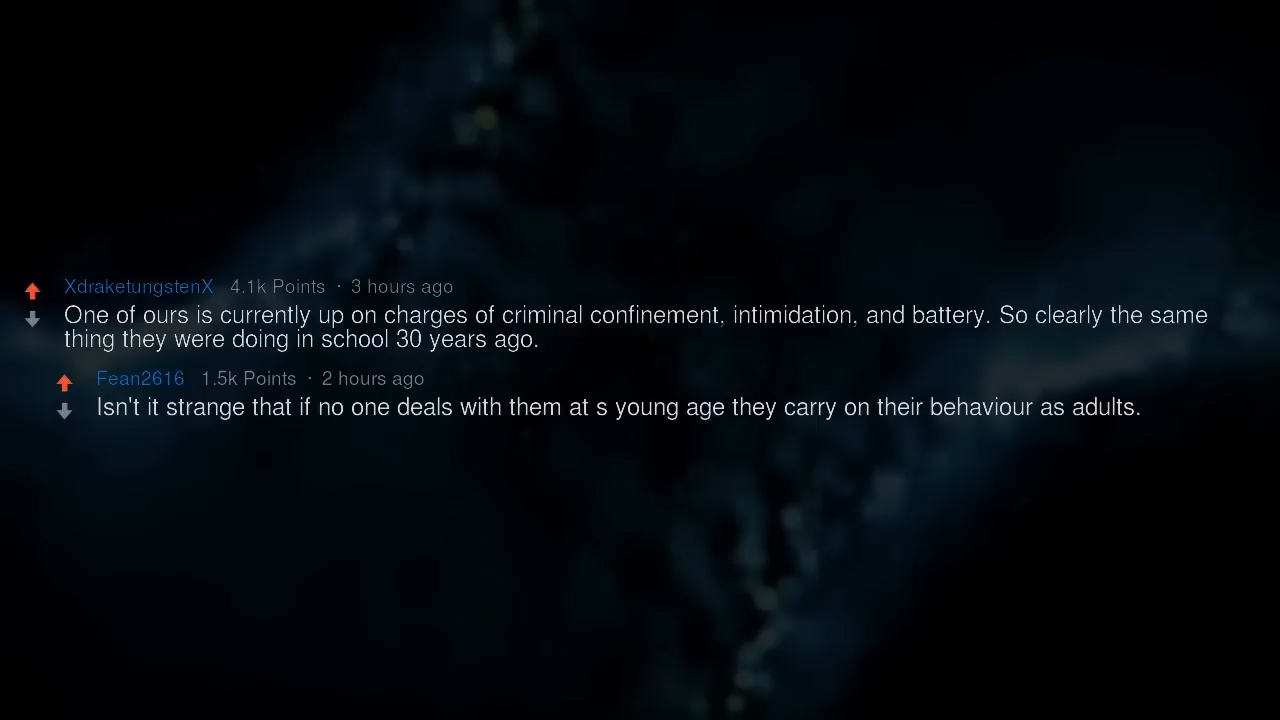 XdraketungstenX 4.1k Points · 3 hours ago
One of ours is currently up on charges of criminal confinement, intimidation, and battery. So clearly the same
thing they were doing in school 30 years ago.
Fean2616 1.5k Points · 2 hours ago
Isn't it strange that if no one deals with them at s young age they carry on their behaviour as adults.